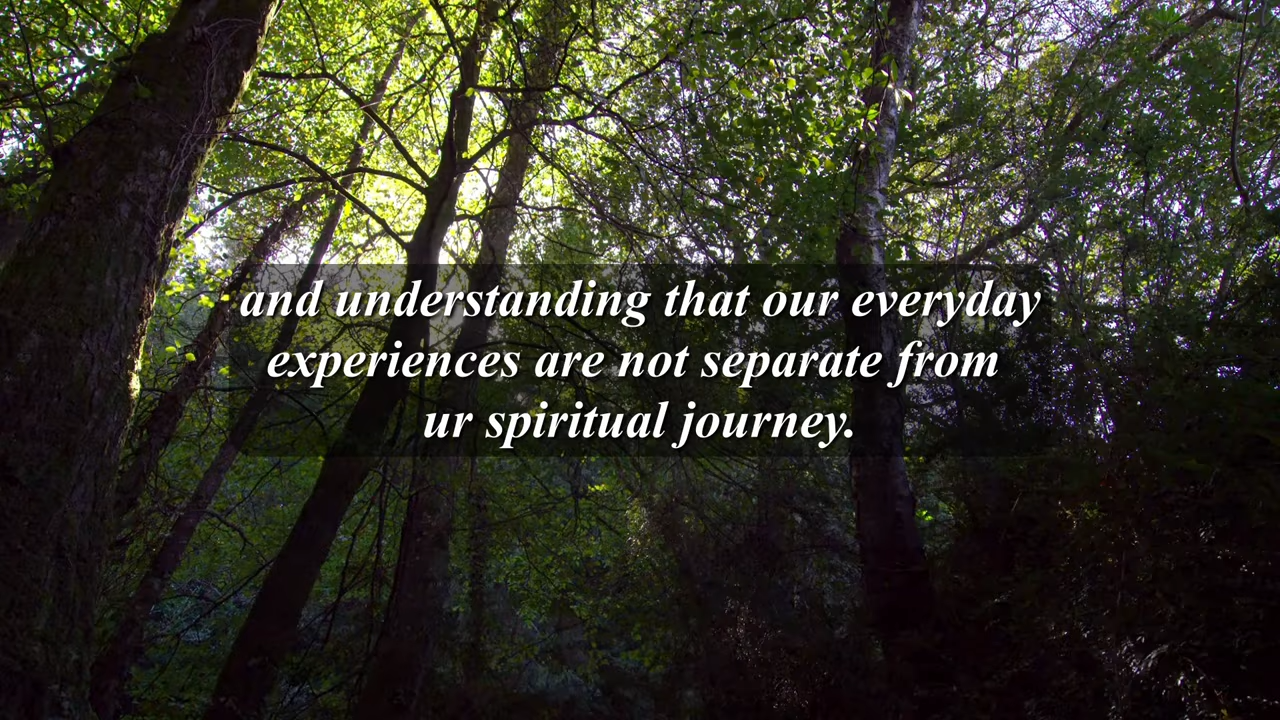 and understanding that our everyday
experiences are not separate from
ur spiritual journey.